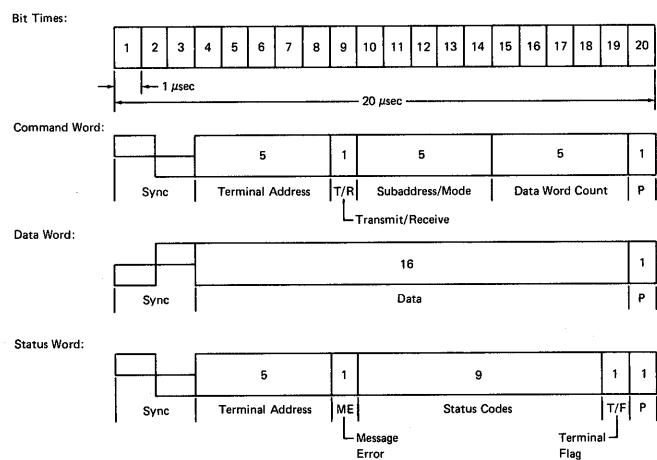 Bit Times:
1 2 3 4 5 6 7 8 9 10 11 12 13 14 15 16 17 18 19 20
1 μsec
20 μsec
Command Word:
5 1 5 5 1
Sync Terminal Address T/R Subaddress/Mode Data Word Count P
Transmit/Receive
Data Word:
16 1
Sync Data P
Status Word:
5 1 9 1 1
Sync Terminal Address ME Status Codes T/F P
Message Error
Terminal Flag